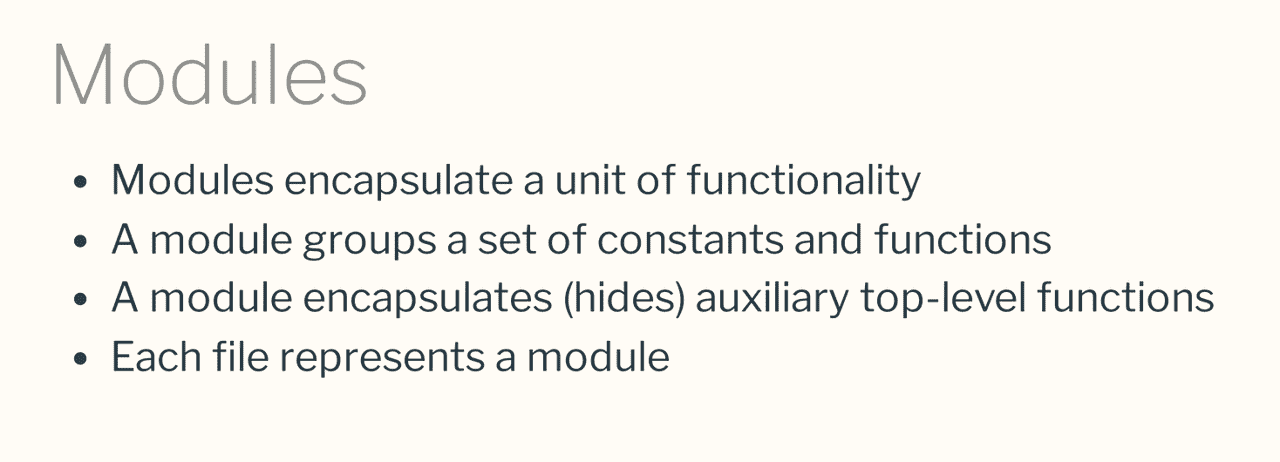 Modules
• Modules encapsulate a unit of functionality
• A module groups a set of constants and functions
• A module encapsulates (hides) auxiliary top-level functions
• Each file represents a module